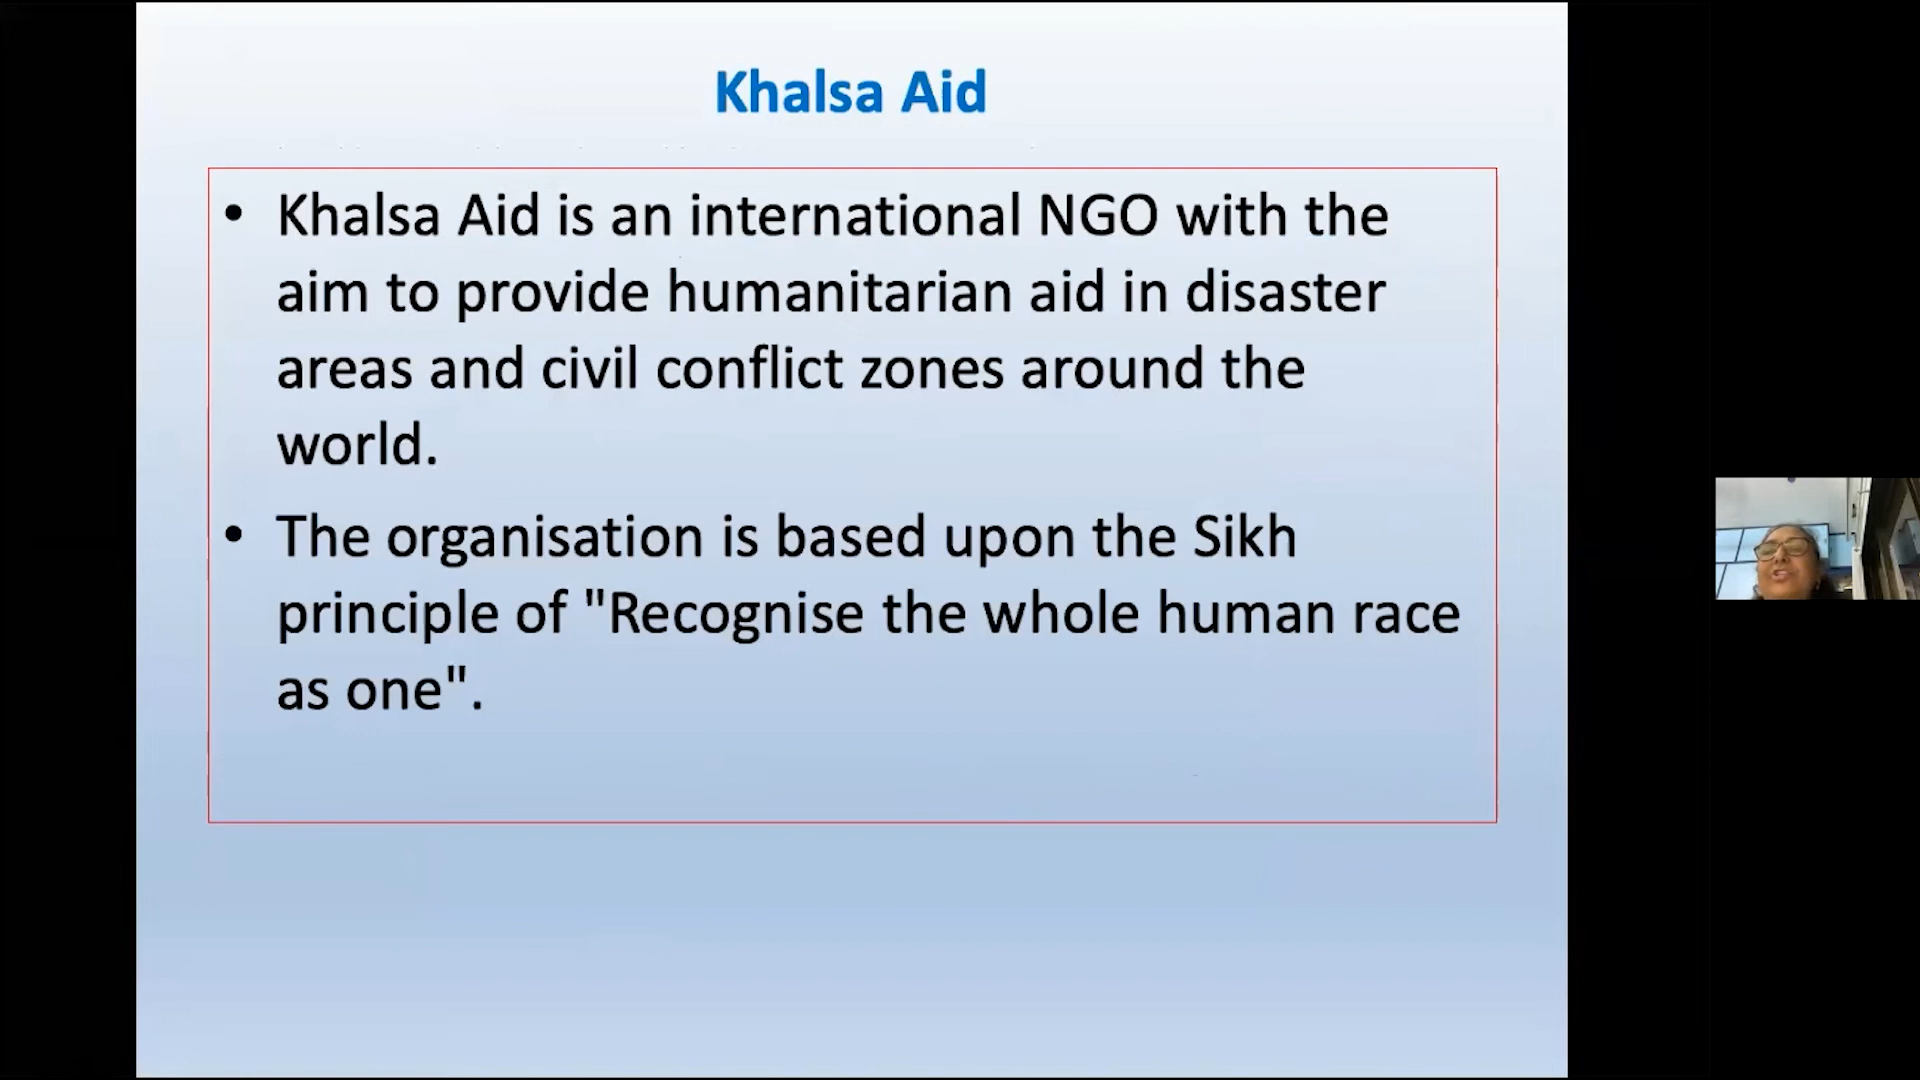 Khalsa Aid
• Khalsa Aid is an international NGO with the
aim to provide humanitarian aid in disaster
areas and civil conflict zones around the
world.
• The organisation is based upon the Sikh
principle of "Recognise the whole human race
as one".